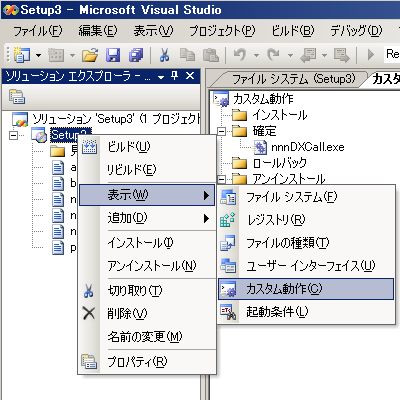 Setup3 - Microsoft Visual Studio
ファイル(F) 編集(E) 表示(V) プロジェクト(P) ビルド(B) デバッグ(D)
Re
ソリューション エクスプローラ -
ファイル システム (Setup3)
カスタ
ソリューション 'Setup3' (1 プロジェクト
Setup3
カスタム動作
インストール
確定
nnnDXCall.exe
ロールバック
アンインストール
ビルド(U)
リビルド(E)
表示(W)
追加(D)
インストール(I)
アンインストール(N)
切り取り(T)
削除(V)
名前の変更(M)
プロパティ(R)
ファイル システム(F)
レジストリ(R)
ファイルの種類(T)
ユーザー インターフェイス(U)
カスタム動作(C)
起動条件(L)